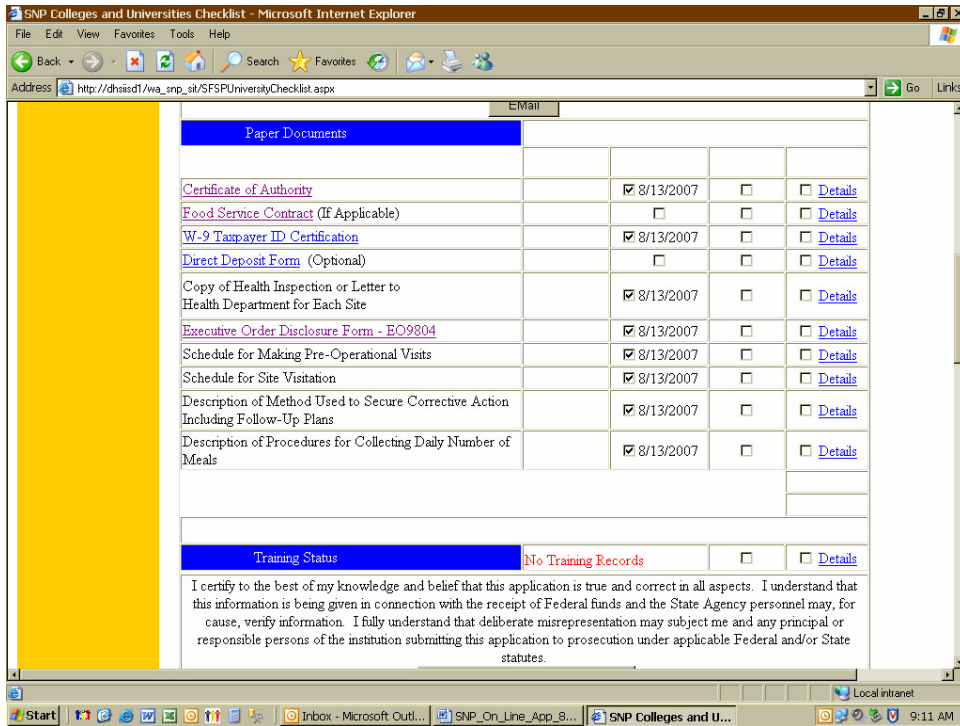 SNP Colleges and Universities Checklist - Microsoft Internet Explorer
File Edit View Favorites Tools Help
Back Search Favorites
Address http://dhsiisd1/wa_snp_sit/SFSPUniversityChecklist.aspx Go Links
EMail
Paper Documents
Certificate of Authority 8/13/2007 Details
Food Service Contract (If Applicable) Details
W-9 Taxpayer ID Certification 8/13/2007 Details
Direct Deposit Form (Optional) Details
Copy of Health Inspection or Letter to
Health Department for Each Site 8/13/2007 Details
Executive Order Disclosure Form - EO9804 8/13/2007 Details
Schedule for Making Pre-Operational Visits 8/13/2007 Details
Schedule for Site Visitation 8/13/2007 Details
Description of Method Used to Secure Corrective Action
Including Follow-Up Plans 8/13/2007 Details
Description of Procedures for Collecting Daily Number of
Meals 8/13/2007 Details
Training Status No Training Records Details
I certify to the best of my knowledge and belief that this application is true and correct in all aspects. I understand that
this information is being given in connection with the receipt of Federal funds and the State Agency personnel may, for
cause, verify information. I fully understand that deliberate misrepresentation may subject me and any principal or
responsible persons of the institution submitting this application to prosecution under applicable Federal and/or State
statutes.
Local intranet
Start Inbox - Microsoft Outl... SNP_On_Line_App_8... SNP Colleges and U... 9:11 AM